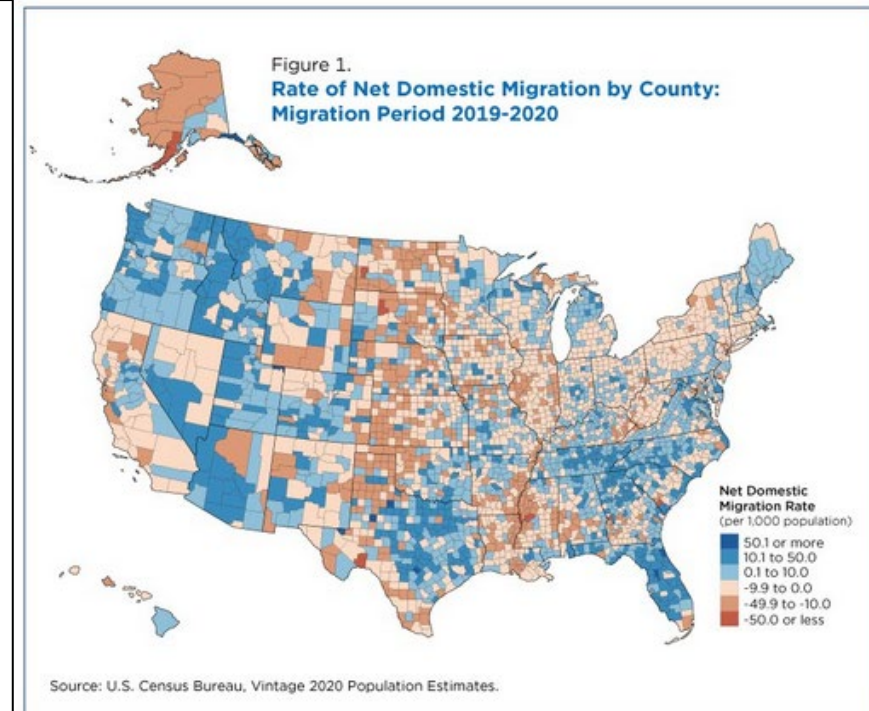 Figure 1.
Rate of Net Domestic Migration by County:
Migration Period 2019-2020
Net Domestic
Migration Rate
(per 1,000 population)
50.1 or more
10.1 to 50.0
0.1 to 10.0
-9.9 to 0.0
-49.9 to -10.0
-50.0 or less
Source: U.S. Census Bureau, Vintage 2020 Population Estimates.